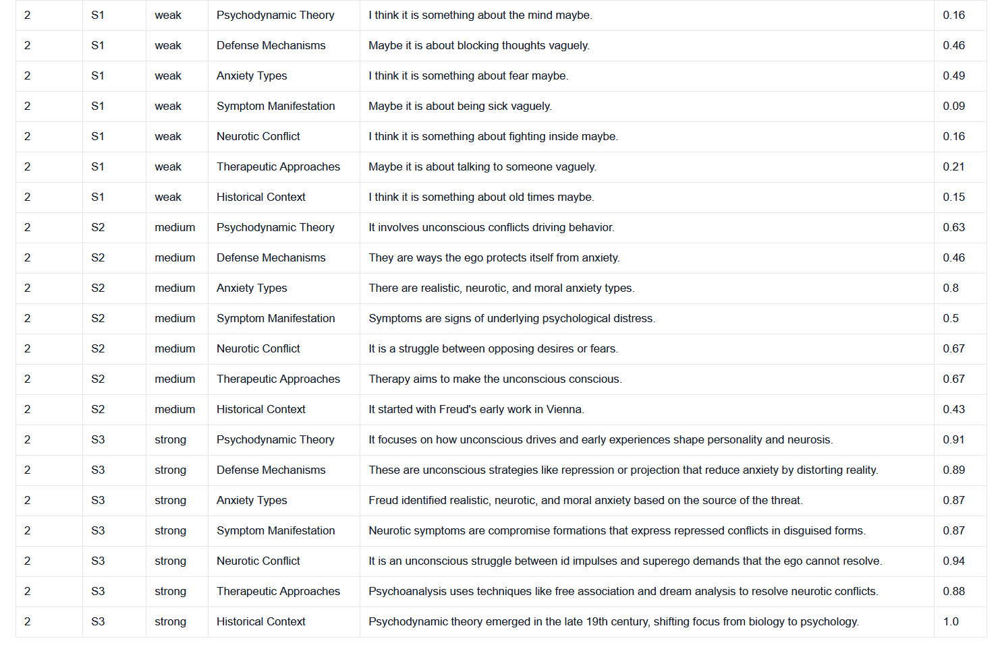 2 S1 weak Psychodynamic Theory I think it is something about the mind maybe. 0.16
2 S1 weak Defense Mechanisms Maybe it is about blocking thoughts vaguely. 0.46
2 S1 weak Anxiety Types I think it is something about fear maybe. 0.49
2 S1 weak Symptom Manifestation Maybe it is about being sick vaguely. 0.09
2 S1 weak Neurotic Conflict I think it is something about fighting inside maybe. 0.16
2 S1 weak Therapeutic Approaches Maybe it is about talking to someone vaguely. 0.21
2 S1 weak Historical Context I think it is something about old times maybe. 0.15
2 S2 medium Psychodynamic Theory It involves unconscious conflicts driving behavior. 0.63
2 S2 medium Defense Mechanisms They are ways the ego protects itself from anxiety. 0.46
2 S2 medium Anxiety Types There are realistic, neurotic, and moral anxiety types. 0.8
2 S2 medium Symptom Manifestation Symptoms are signs of underlying psychological distress. 0.5
2 S2 medium Neurotic Conflict It is a struggle between opposing desires or fears. 0.67
2 S2 medium Therapeutic Approaches Therapy aims to make the unconscious conscious. 0.67
2 S2 medium Historical Context It started with Freud's early work in Vienna. 0.43
2 S3 strong Psychodynamic Theory It focuses on how unconscious drives and early experiences shape personality and neurosis. 0.91
2 S3 strong Defense Mechanisms These are unconscious strategies like repression or projection that reduce anxiety by distorting reality. 0.89
2 S3 strong Anxiety Types Freud identified realistic, neurotic, and moral anxiety based on the source of the threat. 0.87
2 S3 strong Symptom Manifestation Neurotic symptoms are compromise formations that express repressed conflicts in disguised forms. 0.87
2 S3 strong Neurotic Conflict It is an unconscious struggle between id impulses and superego demands that the ego cannot resolve. 0.94
2 S3 strong Therapeutic Approaches Psychoanalysis uses techniques like free association and dream analysis to resolve neurotic conflicts. 0.88
2 S3 strong Historical Context Psychodynamic theory emerged in the late 19th century, shifting focus from biology to psychology. 1.0